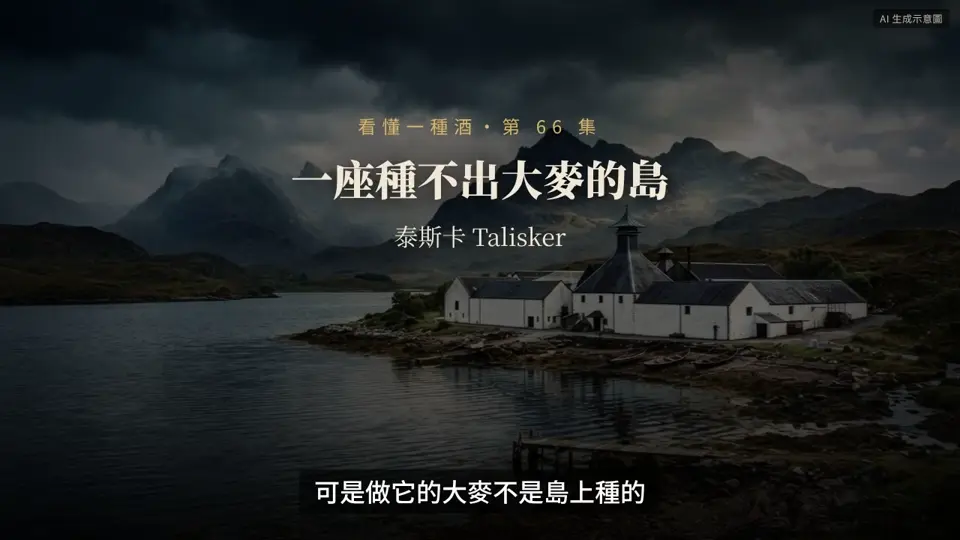 AI 生成示意圖
看懂一種酒・第 66 集
一座種不出大麥的島
泰斯卡 Talisker
可是做它的大麥不是島上種的